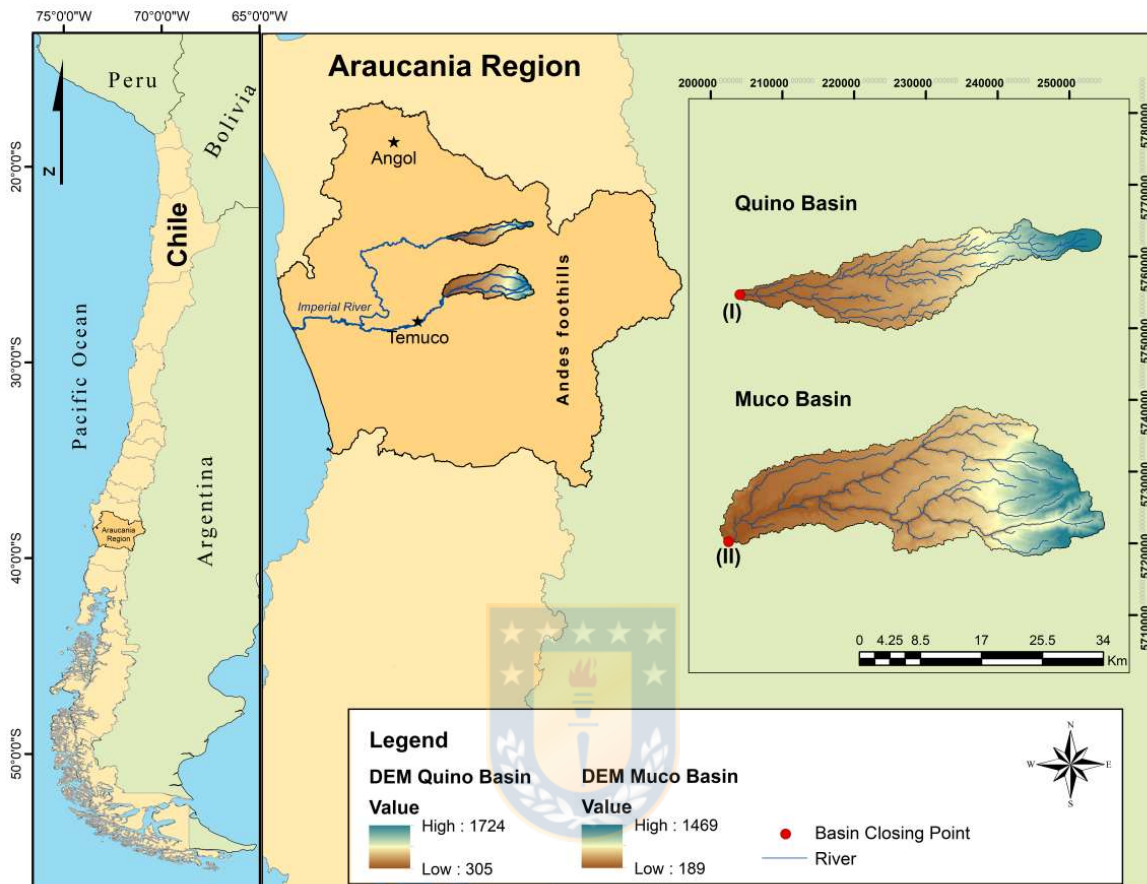 75°0'0"W 70°0'0"W 65°0'0"W
20°0'0"S
30°0'0"S
40°0'0"S
50°0'0"S
N
Peru
Bolivia
Chile
Pacific Ocean
Argentina
Araucania
Region
Araucania Region
Angol
Imperial River
Temuco
Andes foothills
200000 210000 220000 230000 240000 250000
5780000
5770000
5760000
5750000
5740000
5730000
5720000
5710000
Quino Basin
(I)
Muco Basin
(II)
0 4.25 8.5 17 25.5 34
Km
Legend
DEM Quino Basin
Value
High : 1724
Low : 305
DEM Muco Basin
Value
High : 1469
Low : 189
Basin Closing Point
River
N
W E
S